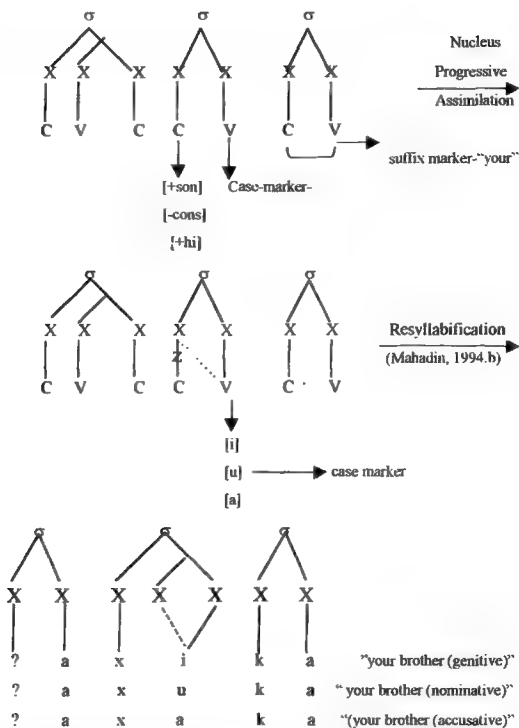 σ σ σ
Nucleus
X X X X X X X Progressive
Assimilation
C V C C V C V
suffix marker-"your"
[+son] Case-marker-
[-cons]
[+hi]
σ σ σ
X X X X X X X Resyllabification
(Mahadin, 1994.b)
Z
C V C C V C V
[i]
[u] case marker
[a]
σ σ σ
X X X X X X X
? a x i k a "your brother (genitive)"
? a x u k a "your brother (nominative)"
? a x a k a "(your brother (accusative)"